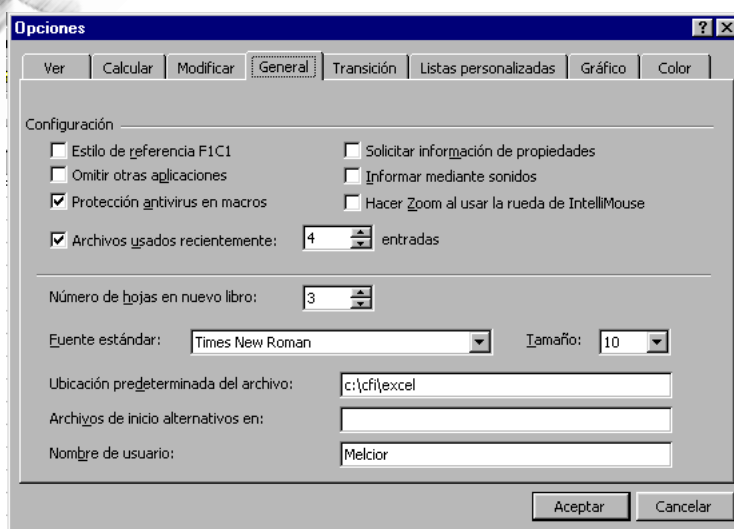 Opciones
Ver Calcular Modificar General Transición Listas personalizadas Gráfico Color
Configuración
Estilo de referencia F1C1 Solicitar información de propiedades
Omitir otras aplicaciones Informar mediante sonidos
Protección antivirus en macros Hacer Zoom al usar la rueda de IntelliMouse
Archivos usados recientemente: 4 entradas
Número de hojas en nuevo libro: 3
Fuente estándar: Times New Roman Tamaño: 10
Ubicación predeterminada del archivo: c:\cfi\excel
Archivos de inicio alternativos en:
Nombre de usuario: Melcior
Aceptar Cancelar